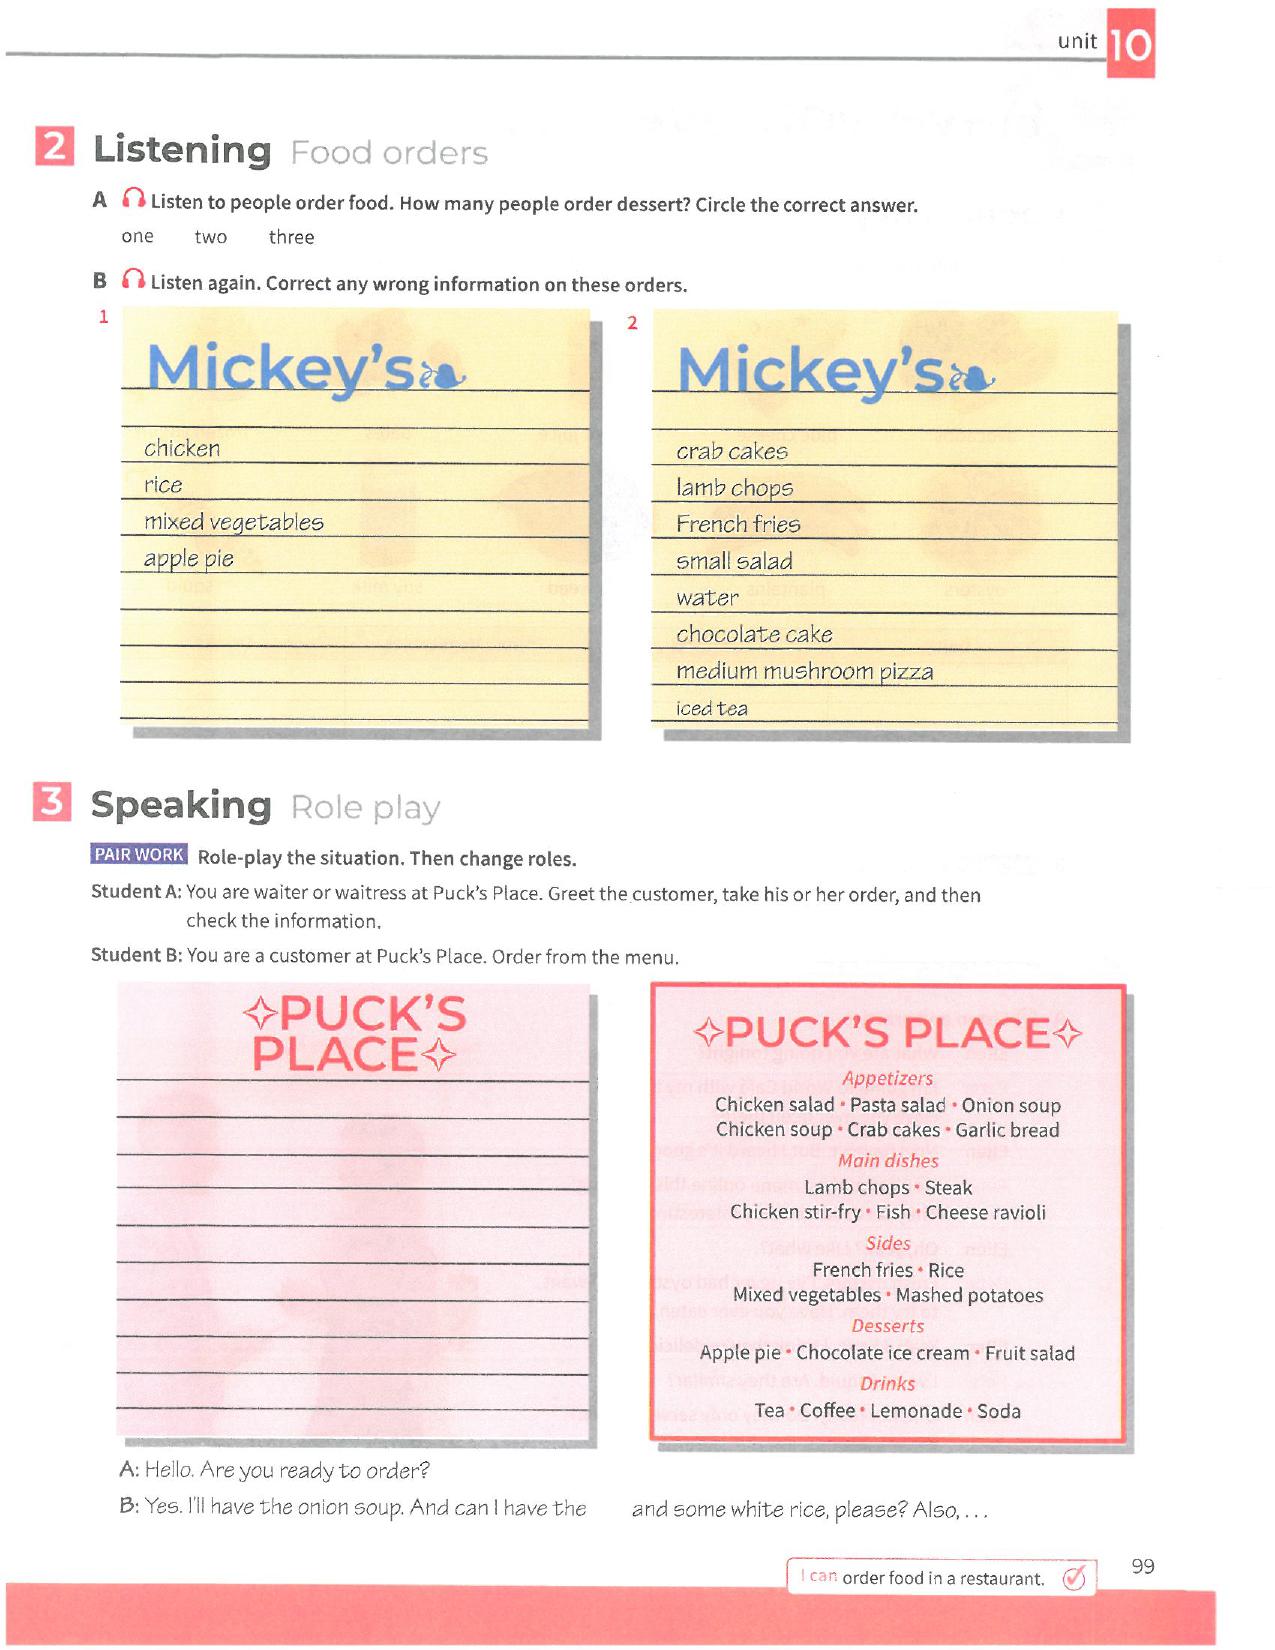 unit 10
2 Listening Food orders
A Listen to people order food. How many people order dessert? Circle the correct answer.
one two three
B Listen again. Correct any wrong information on these orders.
1
Mickey's
chicken
rice
mixed vegetables
apple pie
2
Mickey's
crab cakes
lamb chops
French fries
small salad
water
chocolate cake
medium mushroom pizza
iced tea
3 Speaking Role play
PAIR WORK Role-play the situation. Then change roles.
Student A: You are waiter or waitress at Puck's Place. Greet the customer, take his or her order, and then
check the information.
Student B: You are a customer at Puck's Place. Order from the menu.
PUCK'S
PLACE
PUCK'S PLACE
Appetizers
Chicken salad • Pasta salad • Onion soup
Chicken soup • Crab cakes • Garlic bread
Main dishes
Lamb chops • Steak
Chicken stir-fry • Fish • Cheese ravioli
Sides
French fries • Rice
Mixed vegetables • Mashed potatoes
Desserts
Apple pie • Chocolate ice cream • Fruit salad
Drinks
Tea • Coffee • Lemonade • Soda
A: Hello. Are you ready to order?
B: Yes. I'll have the onion soup. And can I have the and some white rice, please? Also, . . .
I can order food in a restaurant.
99